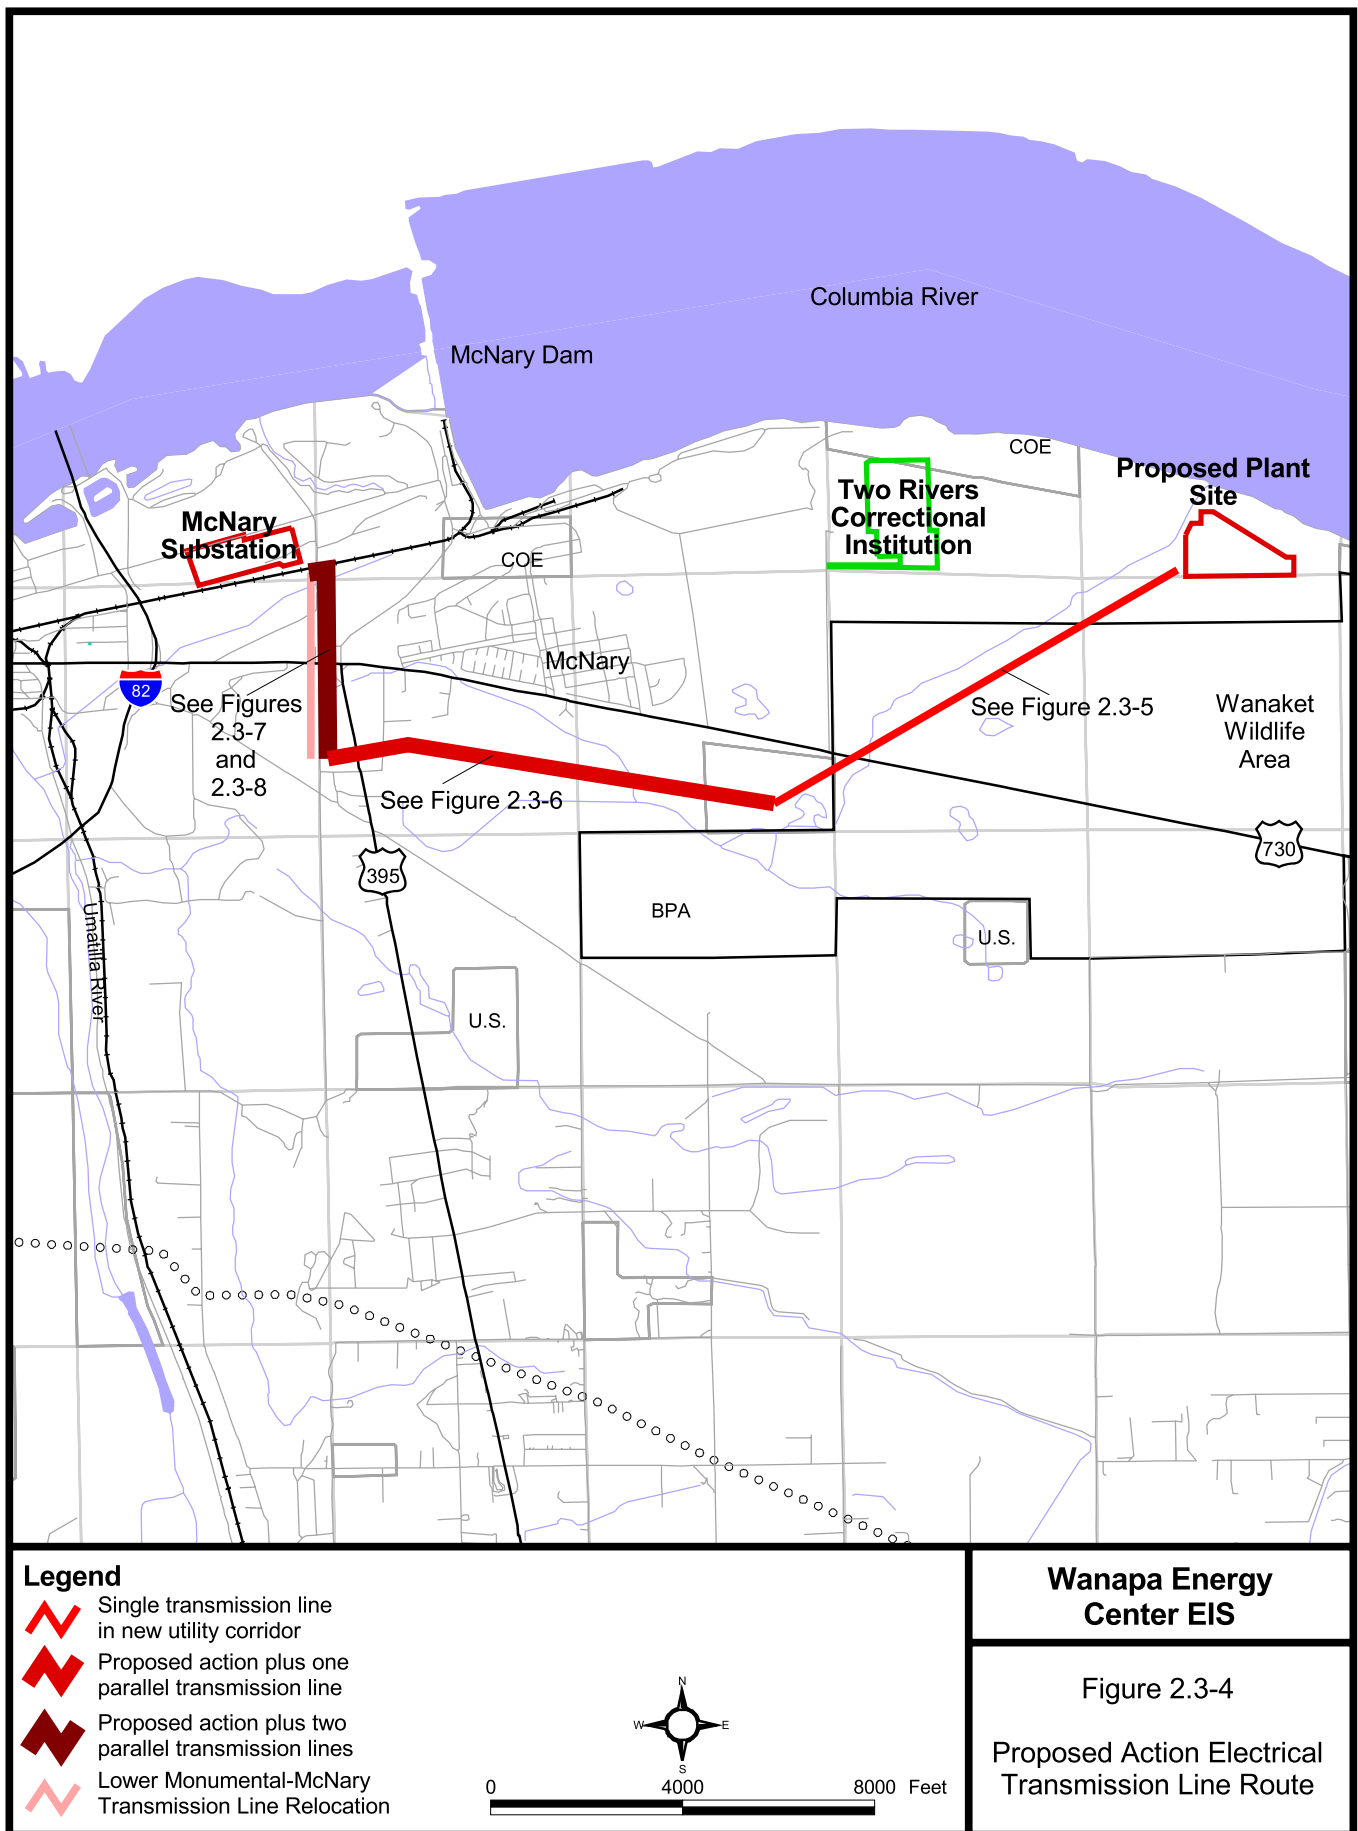 Columbia River
McNary Dam
COE
Proposed Plant
Site
Two Rivers
Correctional
Institution
McNary
Substation
COE
McNary
82
See Figures
2.3-7
and
2.3-8
See Figure 2.3-5
Wanaket
Wildlife
Area
See Figure 2.3-6
730
395
BPA
U.S.
Umatilla River
U.S.
Legend
Single transmission line
in new utility corridor
Proposed action plus one
parallel transmission line
Proposed action plus two
parallel transmission lines
Lower Monumental-McNary
Transmission Line Relocation
N
W
E
S
0 4000 8000 Feet
Wanapa Energy
Center EIS
Figure 2.3-4
Proposed Action Electrical
Transmission Line Route